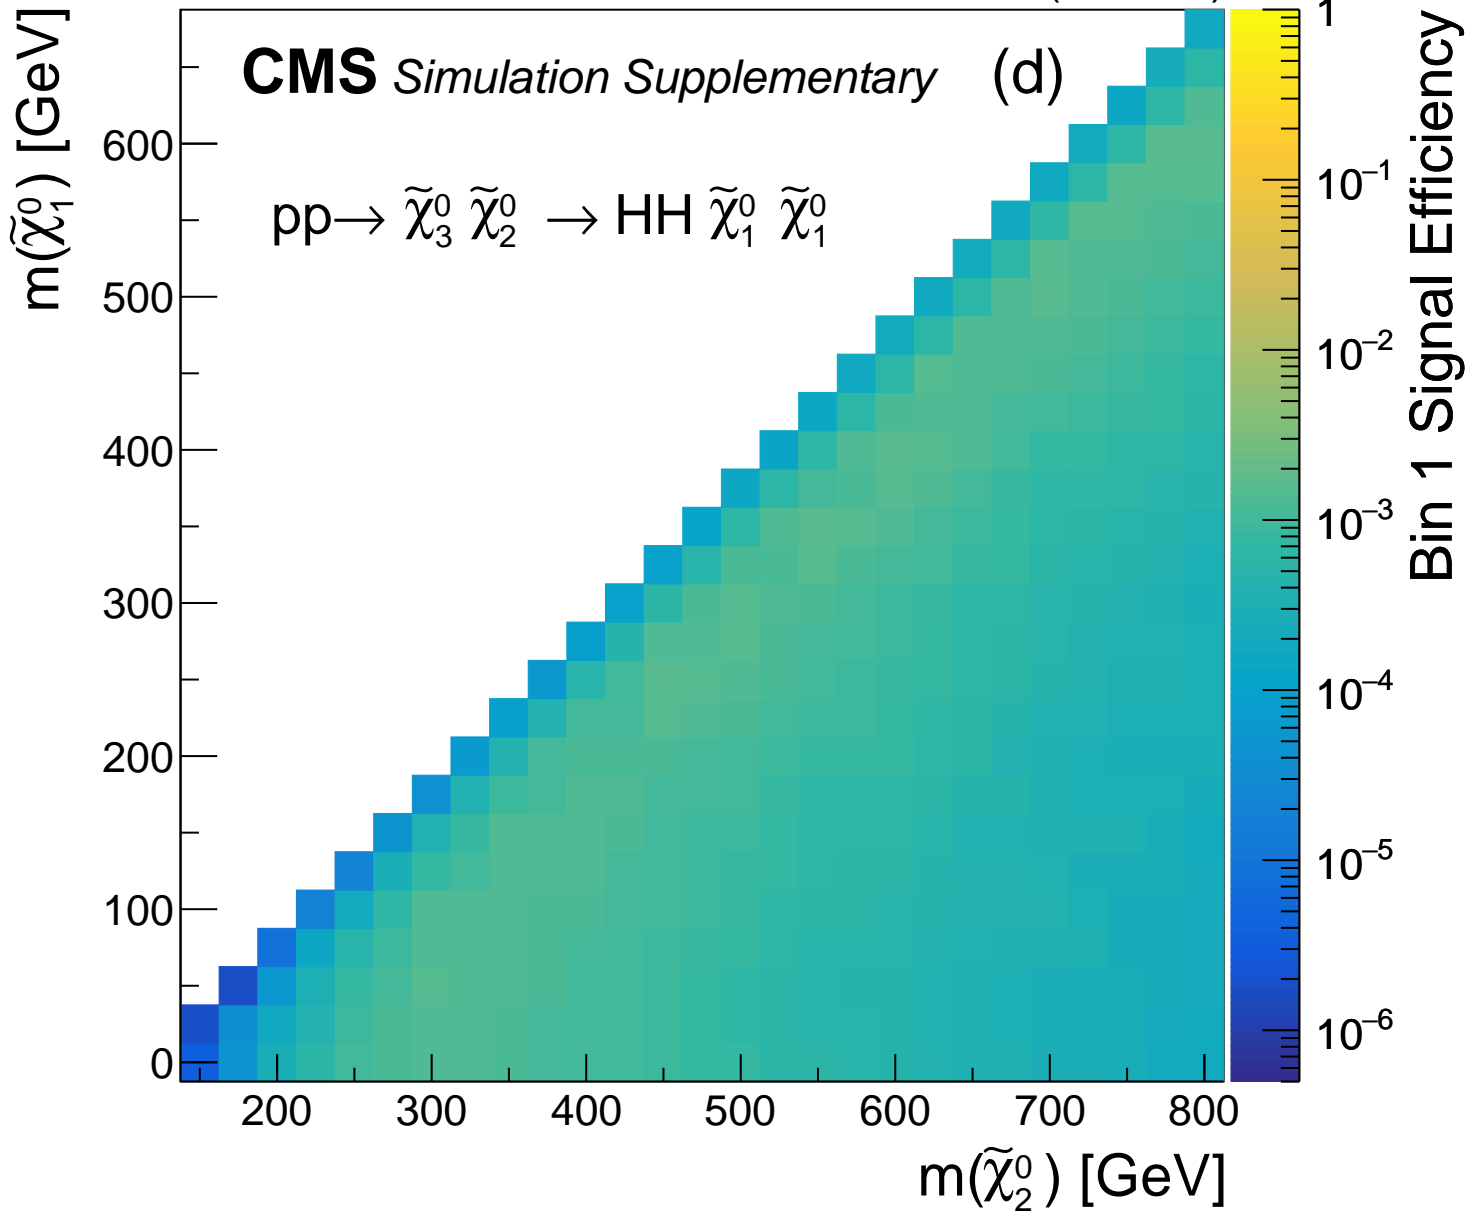 CMS Simulation Supplementary (d)
pp→ χ̃⁰₃ χ̃⁰₂ → HH χ̃⁰₁ χ̃⁰₁
m(χ̃⁰₁) [GeV]
600
500
400
300
200
100
0
200 300 400 500 600 700 800
m(χ̃⁰₂) [GeV]
1
10⁻¹
10⁻²
10⁻³
10⁻⁴
10⁻⁵
10⁻⁶
Bin 1 Signal Efficiency